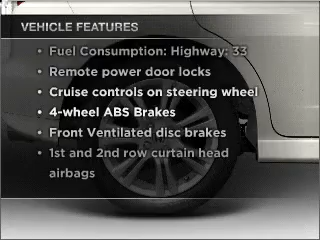 VEHICLE FEATURES
• Fuel Consumption: Highway: 33
• Remote power door locks
• Cruise controls on steering wheel
• 4-wheel ABS Brakes
• Front Ventilated disc brakes
• 1st and 2nd row curtain head
airbags